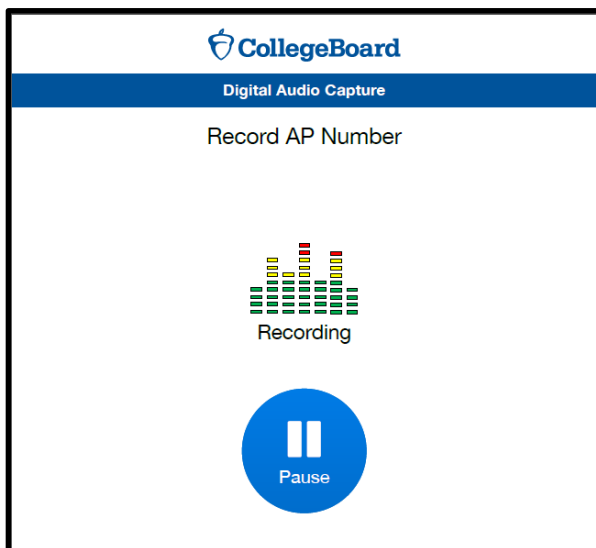 CollegeBoard
Digital Audio Capture
Record AP Number
Recording
Pause